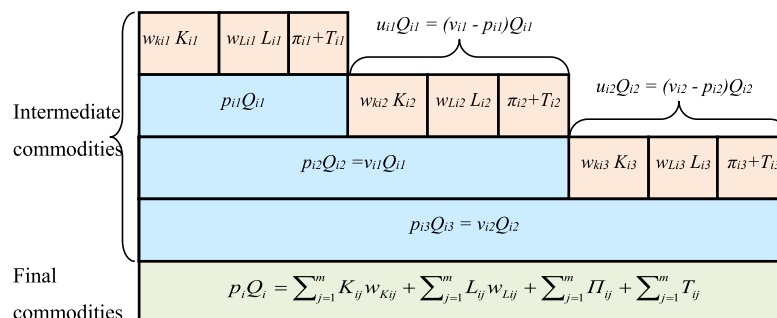 u_{i1}Q_{i1} = (v_{i1} - p_{i1})Q_{i1}
w_{ki1} K_{i1} w_{Li1} L_{i1} π_{i1}+T_{i1}
u_{i2}Q_{i2} = (v_{i2} - p_{i2})Q_{i2}
p_{i1}Q_{i1} w_{ki2} K_{i2} w_{Li2} L_{i2} π_{i2}+T_{i2}
Intermediate
commodities
p_{i2}Q_{i2} =v_{i1}Q_{i1} w_{ki3} K_{i3} w_{Li3} L_{i3} π_{i3}+T_{i3}
p_{i3}Q_{i3} = v_{i2}Q_{i2}
Final
commodities
p_iQ_i = ∑_{j=1}^{m} K_{ij}w_{Kij} + ∑_{j=1}^{m} L_{ij}w_{Lij} + ∑_{j=1}^{m} Π_{ij} + ∑_{j=1}^{m} T_{ij}